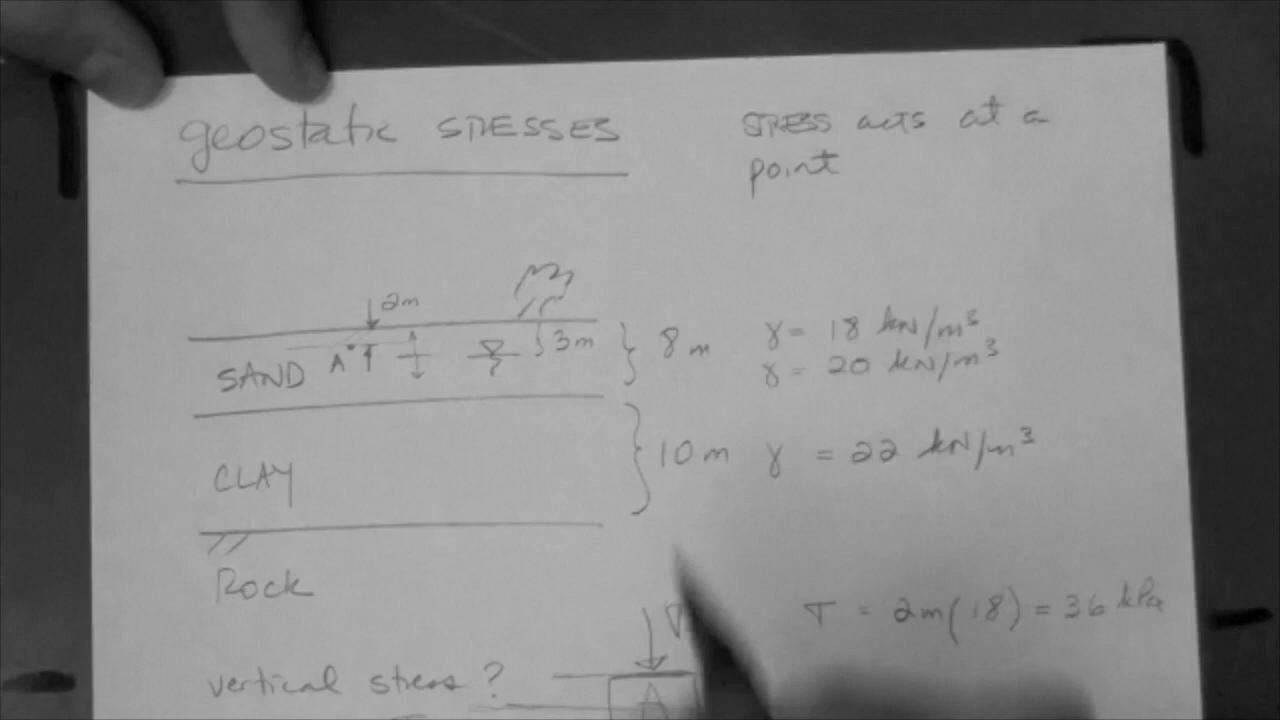 geostatic STRESSES
STRESS acts at a
point
2m
SAND A 3m } 8m γ = 18 kN/m³
γ = 20 kN/m³
CLAY } 10m γ = 22 kN/m³
Rock
σ = 2m(18) = 36 kPa
vertical stress?
A